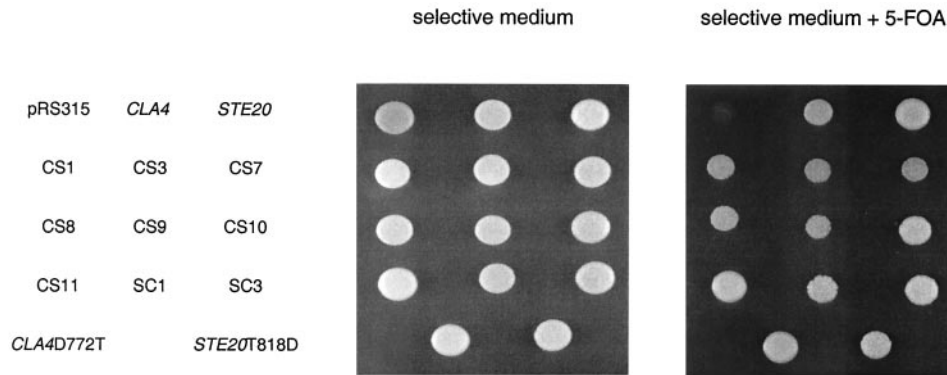 selective medium selective medium + 5-FOA
pRS315 CLA4 STE20
CS1 CS3 CS7
CS8 CS9 CS10
CS11 SC1 SC3
CLA4D772T STE20T818D